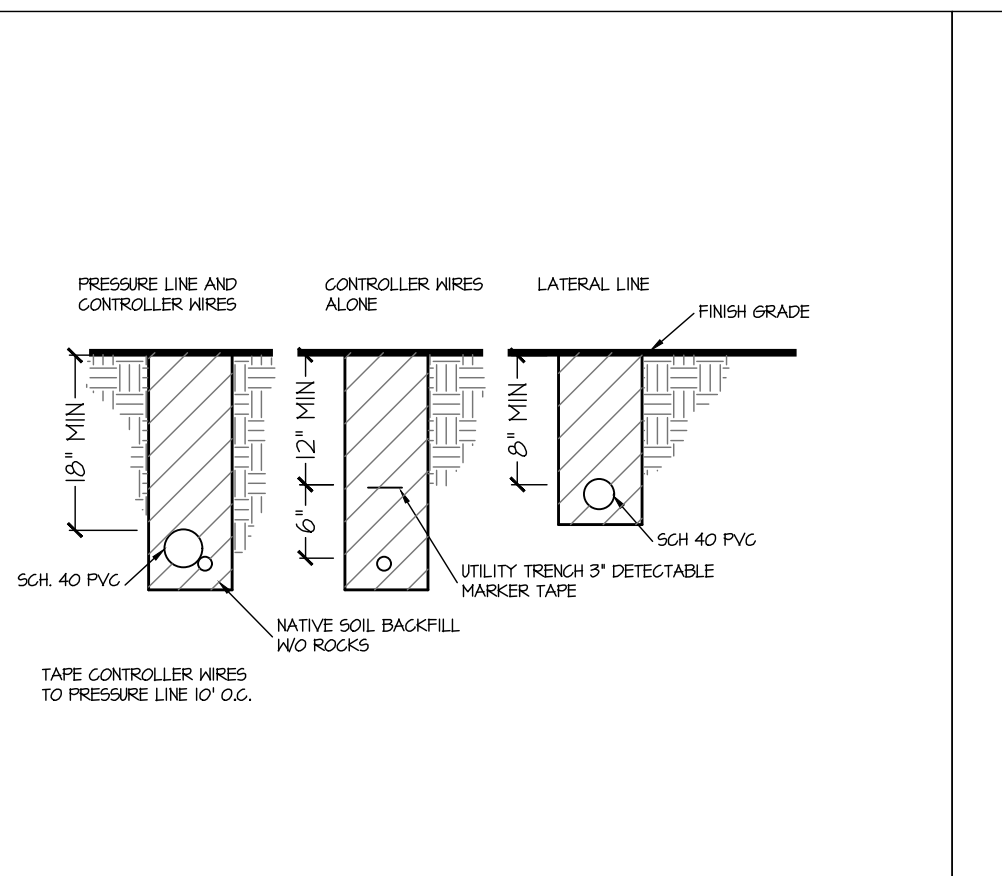 PRESSURE LINE AND
CONTROLLER WIRES
CONTROLLER WIRES
ALONE
LATERAL LINE
FINISH GRADE
18" MIN
12" MIN
6"
8" MIN
SCH. 40 PVC
SCH 40 PVC
UTILITY TRENCH 3" DETECTABLE
MARKER TAPE
NATIVE SOIL BACKFILL
W/O ROCKS
TAPE CONTROLLER WIRES
TO PRESSURE LINE 10' O.C.